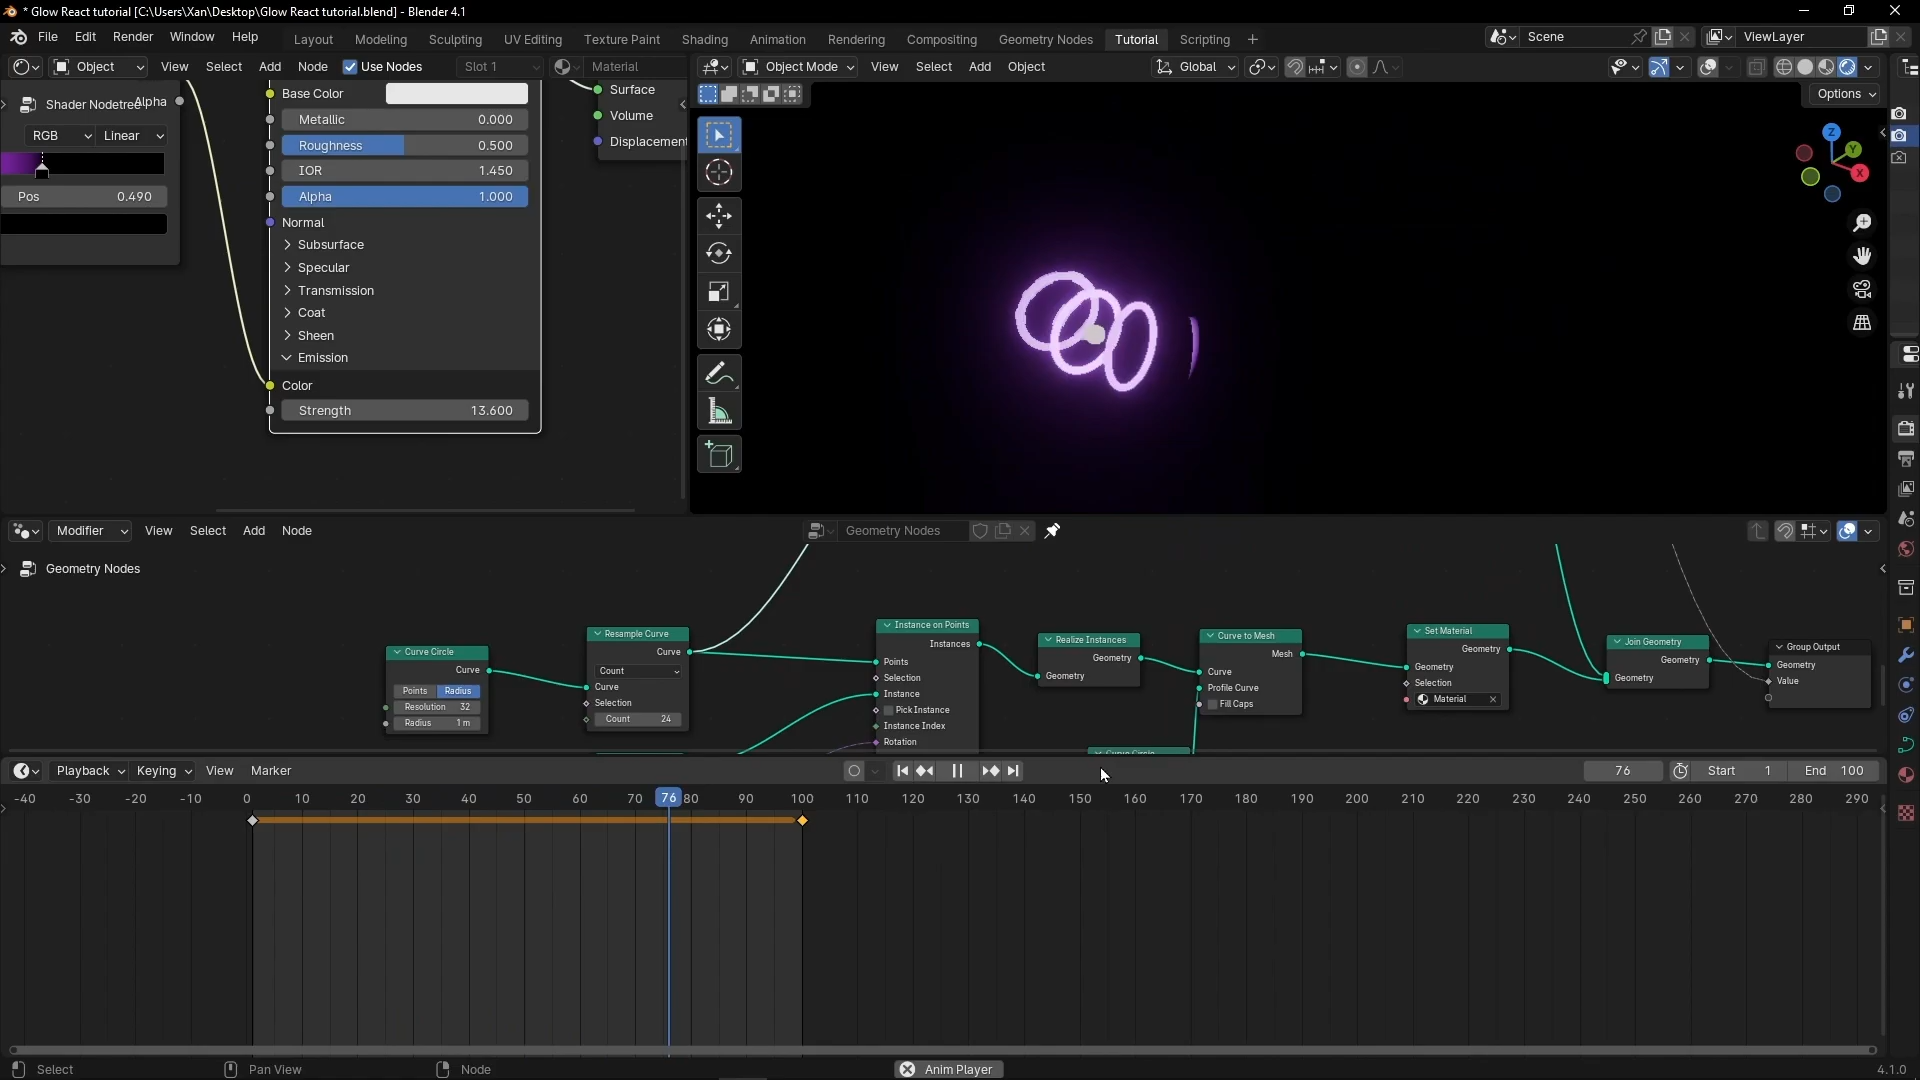 * Glow React tutorial [C:\Users\Xan\Desktop\Glow React tutorial.blend] - Blender 4.1
File Edit Render Window Help Layout Modeling Sculpting UV Editing Texture Paint Shading Animation Rendering Compositing Geometry Nodes Tutorial Scripting + Scene ViewLayer
Object View Select Add Node Use Nodes Slot 1 Material
Object Mode View Select Add Object Global
Options
Shader Nodetree
Alpha
RGB Linear
Pos 0.490
Base Color
Metallic 0.000
Roughness 0.500
IOR 1.450
Alpha 1.000
Normal
Subsurface
Specular
Transmission
Coat
Sheen
Emission
Color
Strength 13.600
Surface
Volume
Displacement
Z
Y
X
Modifier View Select Add Node Geometry Nodes
Geometry Nodes
Curve Circle
Curve
Points Radius
Resolution 32
Radius 1 m
Resample Curve
Curve
Count
Curve
Selection
Count 24
Instance on Points
Instances
Points
Selection
Instance
Pick Instance
Instance Index
Rotation
Realize Instances
Geometry
Geometry
Curve Circle
Curve to Mesh
Mesh
Curve
Profile Curve
Fill Caps
Set Material
Geometry
Geometry
Selection
Material
Join Geometry
Geometry
Geometry
Group Output
Geometry
Value
Playback Keying View Marker 76 Start 1 End 100
-40 -30 -20 -10 0 10 20 30 40 50 60 70 76 80 90 100 110 120 130 140 150 160 170 180 190 200 210 220 230 240 250 260 270 280 290
Select Pan View Node Anim Player 4.1.0